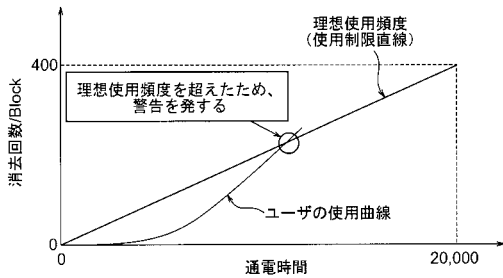 理想使用頻度
(使用制限直線)
400
理想使用頻度を超えたため、
警告を発する
消去回数/Block
ユーザの使用曲線
0
0
通電時間
20,000